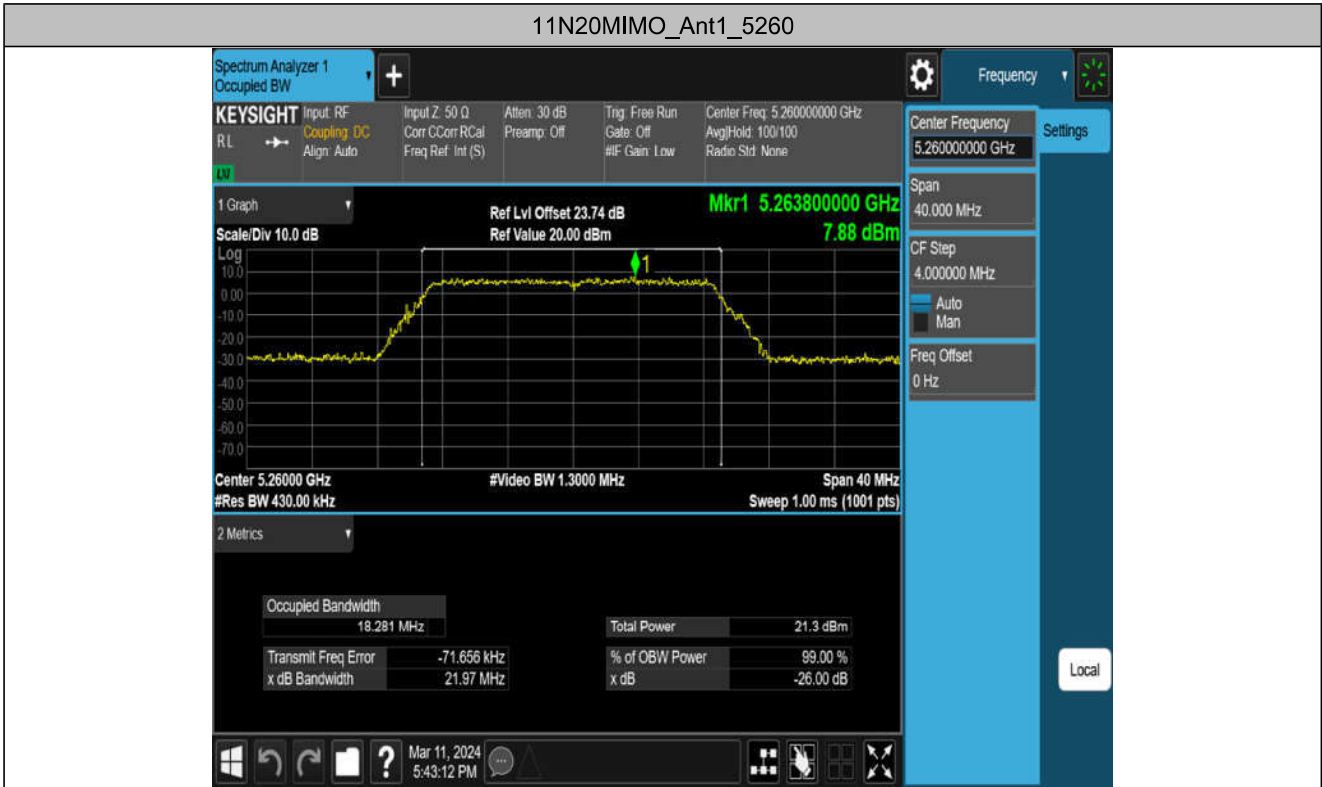 11N20MIMO_Ant1_5260
Spectrum Analyzer 1
Occupied BW
+
Frequency
KEYSIGHT
RL
LXI
Input: RF
Coupling: DC
Align: Auto
Input Z: 50 Ω
Corr CCorr RCal
Freq Ref: Int (S)
Atten: 30 dB
Preamp: Off
Trig: Free Run
Gate: Off
#IF Gain: Low
Center Freq: 5.260000000 GHz
Avg|Hold: 100/100
Radio Std: None
Center Frequency
5.260000000 GHz
Settings
Span
40.000 MHz
CF Step
4.000000 MHz
Auto
Man
Freq Offset
0 Hz
Local
1 Graph
Scale/Div 10.0 dB
Ref Lvl Offset 23.74 dB
Ref Value 20.00 dBm
Mkr1 5.263800000 GHz
7.88 dBm
Log
10.0
0.00
-10.0
-20.0
-30.0
-40.0
-50.0
-60.0
-70.0
1
Center 5.26000 GHz
#Video BW 1.3000 MHz
Span 40 MHz
#Res BW 430.00 kHz
Sweep 1.00 ms (1001 pts)
2 Metrics
Occupied Bandwidth
18.281 MHz
Total Power 21.3 dBm
Transmit Freq Error -71.656 kHz
% of OBW Power 99.00 %
x dB Bandwidth 21.97 MHz
x dB -26.00 dB
?
Mar 11, 2024
5:43:12 PM